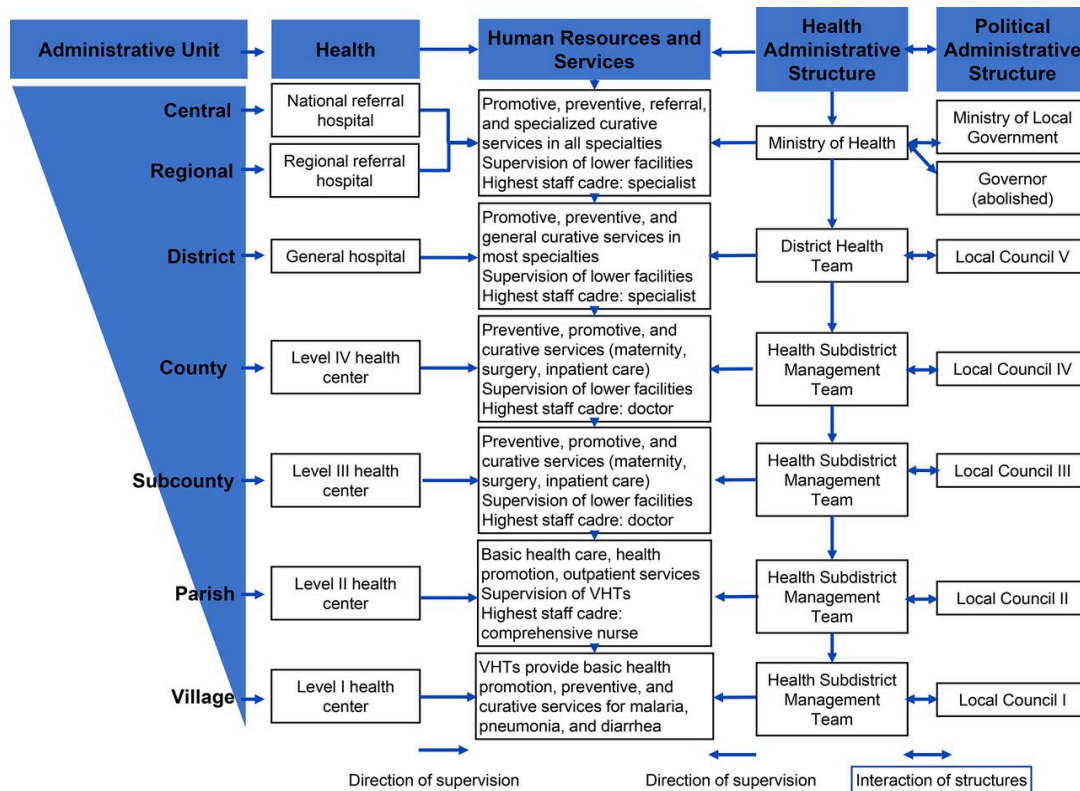 Administrative Unit
Health
Human Resources and
Services
Health
Administrative
Structure
Political
Administrative
Structure
Central
National referral
hospital
Regional
Regional referral
hospital
Promotive, preventive, referral,
and specialized curative
services in all specialties
Supervision of lower facilities
Highest staff cadre: specialist
Ministry of Health
Ministry of Local
Government
Governor
(abolished)
District
General hospital
Promotive, preventive, and
general curative services in
most specialties
Supervision of lower facilities
Highest staff cadre: specialist
District Health
Team
Local Council V
County
Level IV health
center
Preventive, promotive, and
curative services (maternity,
surgery, inpatient care)
Supervision of lower facilities
Highest staff cadre: doctor
Health Subdistrict
Management
Team
Local Council IV
Subcounty
Level III health
center
Preventive, promotive, and
curative services (maternity,
surgery, inpatient care)
Supervision of lower facilities
Highest staff cadre: doctor
Health Subdistrict
Management
Team
Local Council III
Parish
Level II health
center
Basic health care, health
promotion, outpatient services
Supervision of VHTs
Highest staff cadre:
comprehensive nurse
Health Subdistrict
Management
Team
Local Council II
Village
Level I health
center
VHTs provide basic health
promotion, preventive, and
curative services for malaria,
pneumonia, and diarrhea
Health Subdistrict
Management
Team
Local Council I
Direction of supervision
Direction of supervision
Interaction of structures